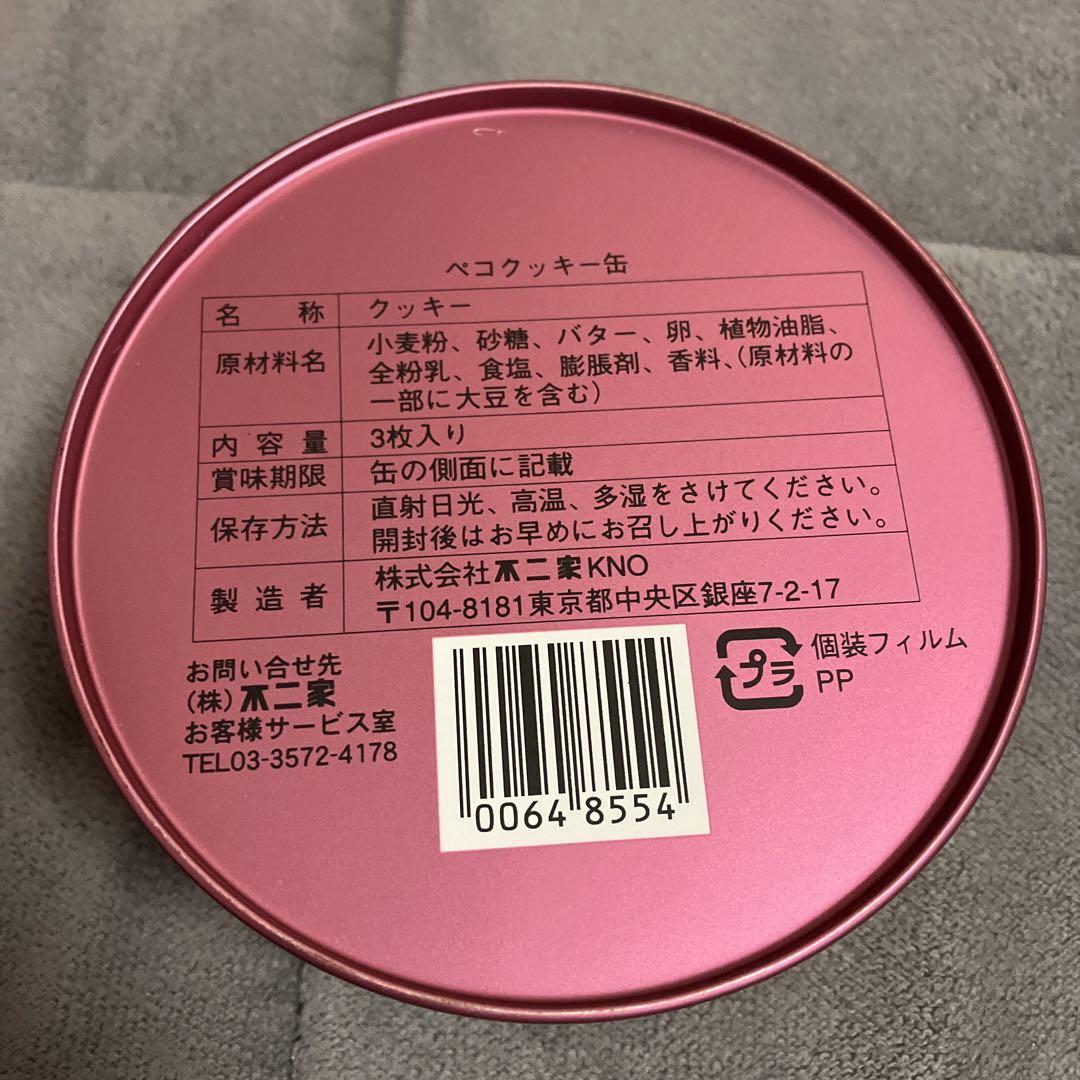 ペコクッキー缶
名称 クッキー
原材料名 小麦粉、砂糖、バター、卵、植物油脂、
全粉乳、食塩、膨脹剤、香料、(原材料の
一部に大豆を含む)
内容量 3枚入り
賞味期限 缶の側面に記載
保存方法 直射日光、高温、多湿をさけてください。
開封後はお早めにお召し上がりください。
製造者 株式会社不二家KNO
〒104-8181東京都中央区銀座7-2-17
お問い合せ先
(株)不二家
お客様サービス室
TEL03-3572-4178
0064 8554
プラ 個装フィルム
PP